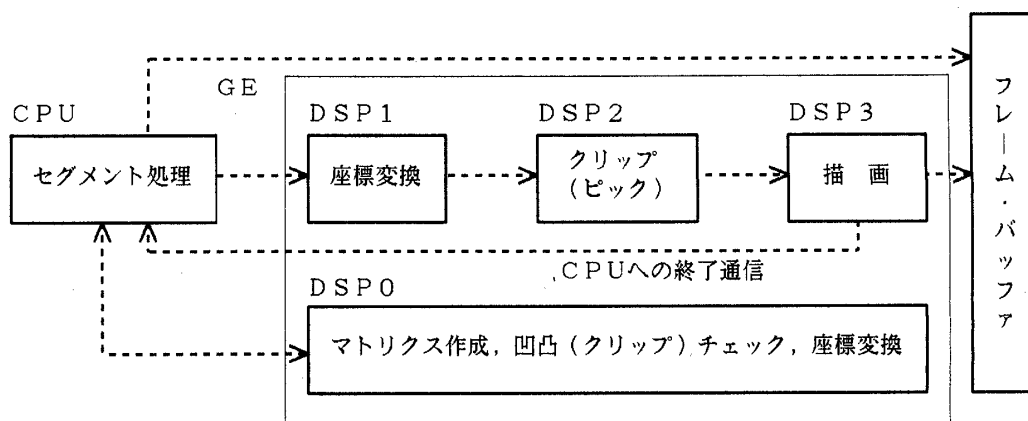 GE
CPU
セグメント処理
DSP1
座標変換
DSP2
クリップ
(ピック)
DSP3
描　画
フレーム・バッファ
CPUへの終了通信
DSP0
マトリクス作成, 凹凸(クリップ)チェック, 座標変換